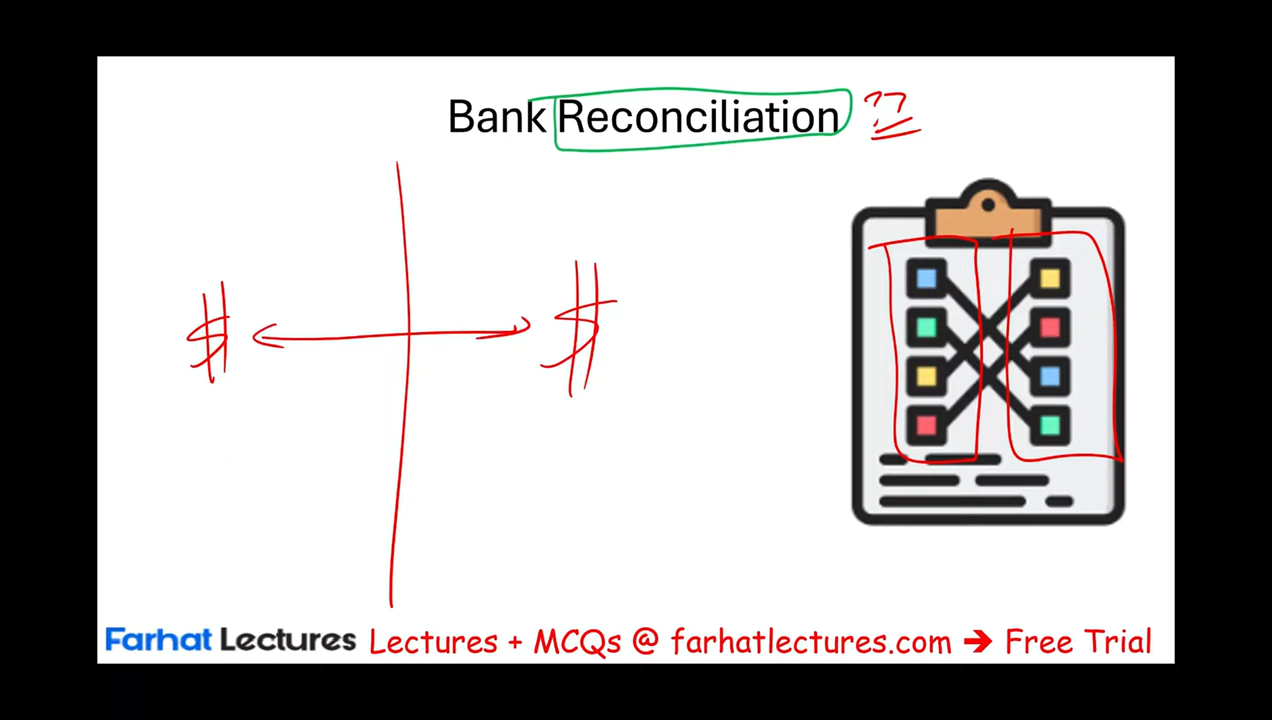 Bank Reconciliation ??
$ $
Farhat Lectures Lectures + MCQs @ farhatlectures.com → Free Trial